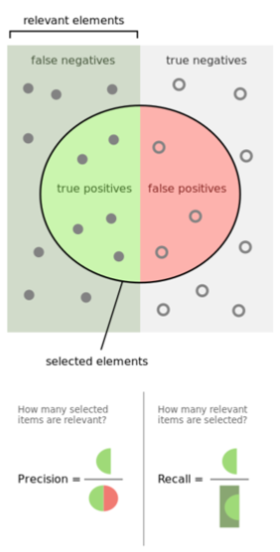 relevant elements
false negatives
true negatives
true positives
false positives
selected elements
How many selected
items are relevant?
How many relevant
items are selected?
Precision =
Recall =